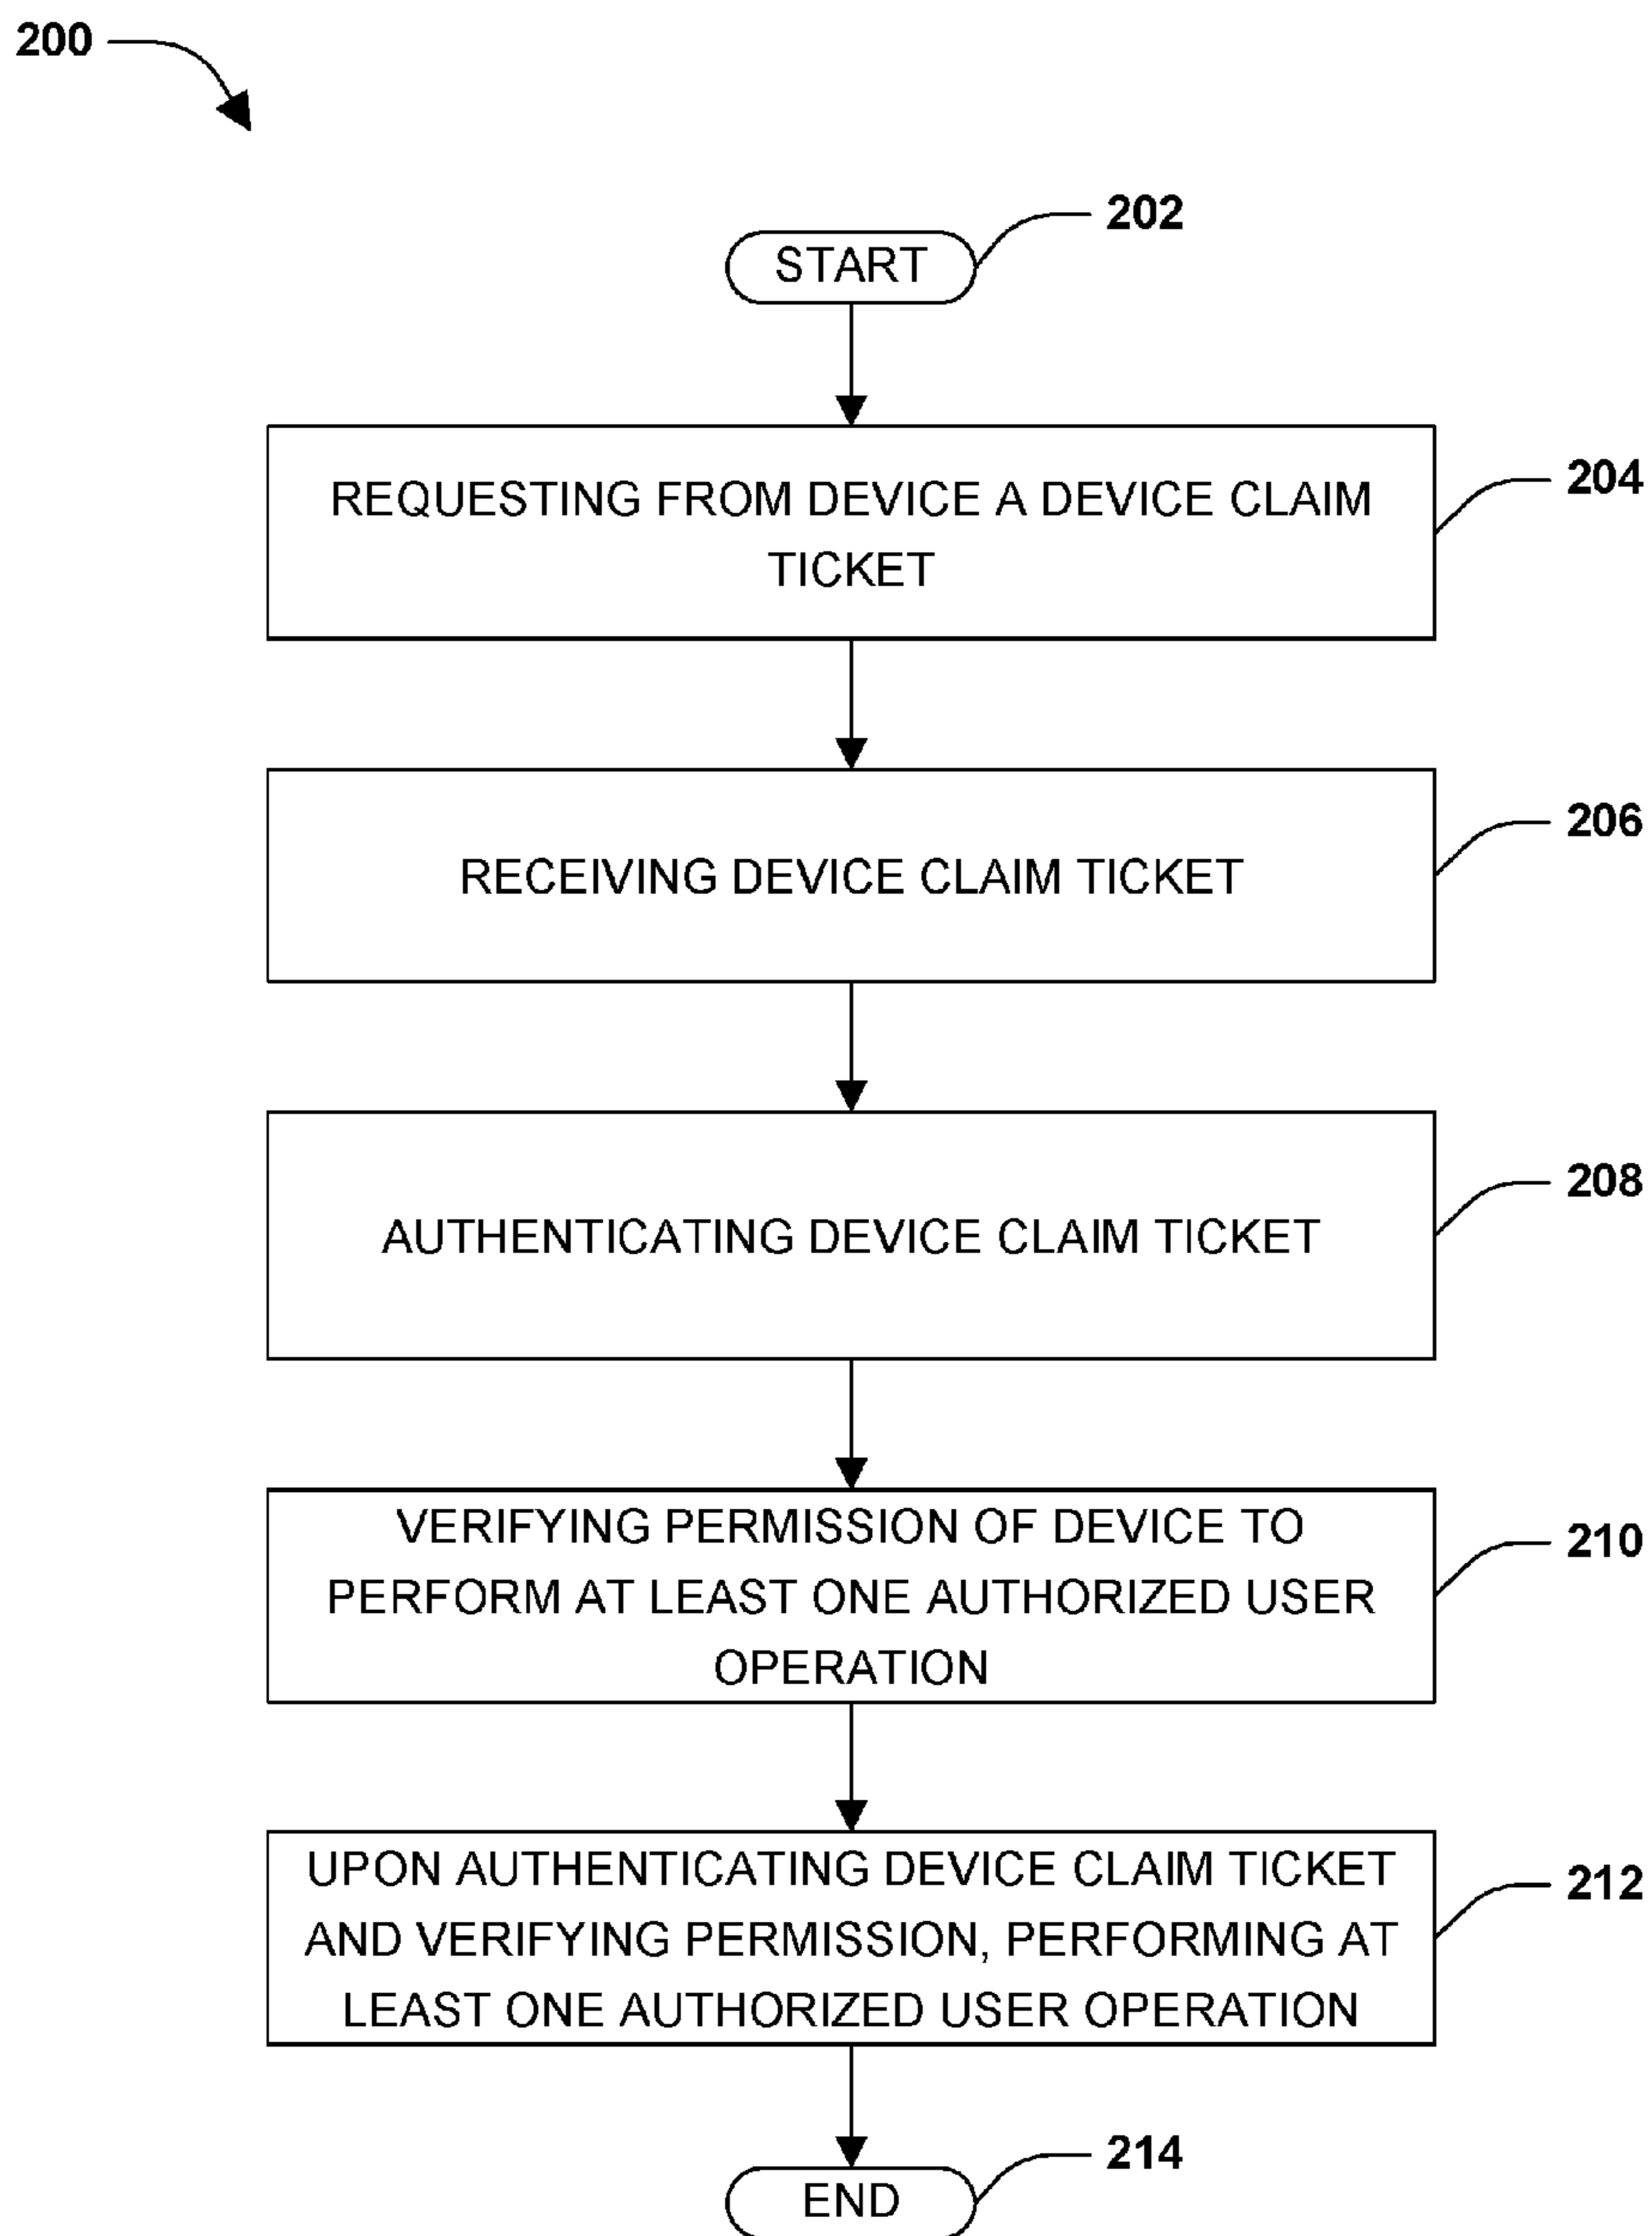 200
202
START
204
REQUESTING FROM DEVICE A DEVICE CLAIM
TICKET
206
RECEIVING DEVICE CLAIM TICKET
208
AUTHENTICATING DEVICE CLAIM TICKET
210
VERIFYING PERMISSION OF DEVICE TO
PERFORM AT LEAST ONE AUTHORIZED USER
OPERATION
212
UPON AUTHENTICATING DEVICE CLAIM TICKET
AND VERIFYING PERMISSION, PERFORMING AT
LEAST ONE AUTHORIZED USER OPERATION
214
END